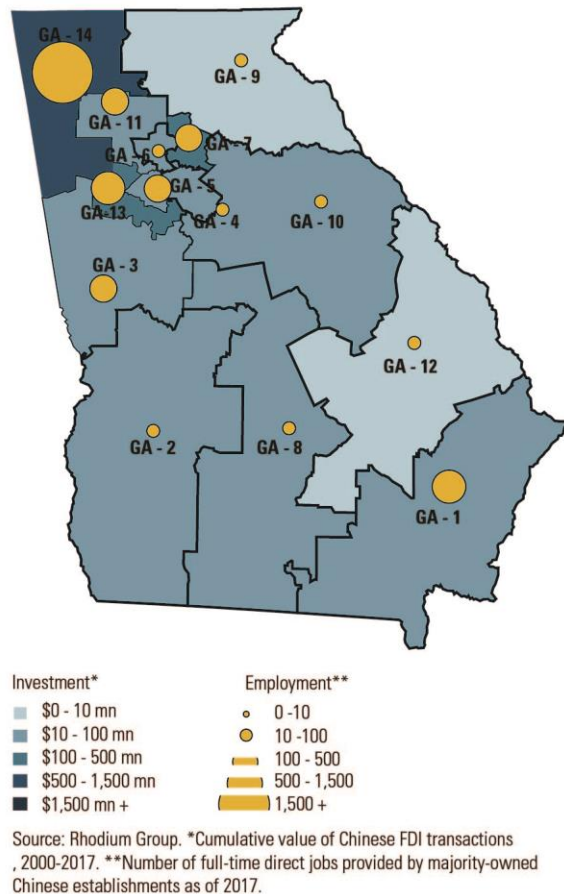 GA - 14
GA - 9
GA - 11
GA - 7
GA - 6
GA - 5
GA-13
GA - 4
GA - 10
GA - 3
GA - 12
GA - 2
GA - 8
GA - 1
Investment*
$0 - 10 mn
$10 - 100 mn
$100 - 500 mn
$500 - 1,500 mn
$1,500 mn +
Employment**
0 -10
10 -100
100 - 500
500 - 1,500
1,500 +
Source: Rhodium Group. *Cumulative value of Chinese FDI transactions
, 2000-2017. **Number of full-time direct jobs provided by majority-owned
Chinese establishments as of 2017.